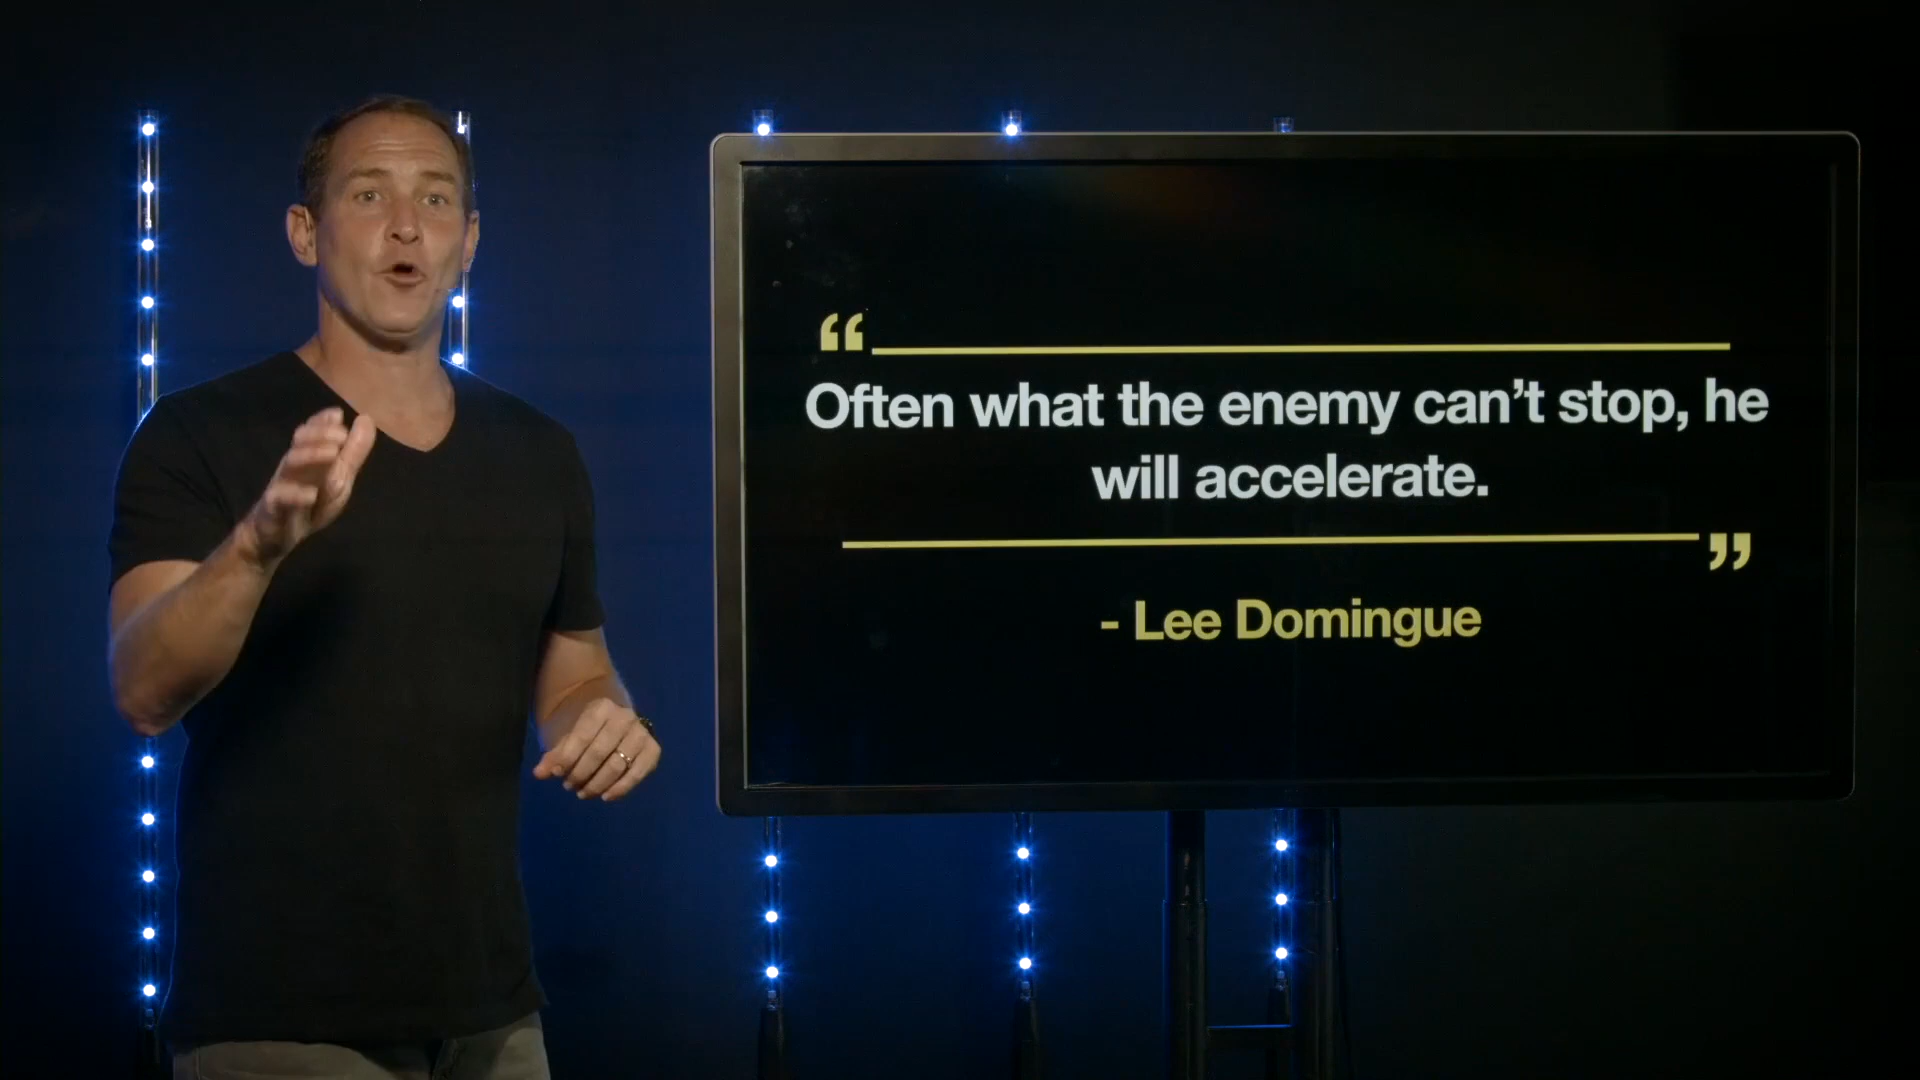 “
Often what the enemy can’t stop, he
will accelerate.
”
- Lee Domingue